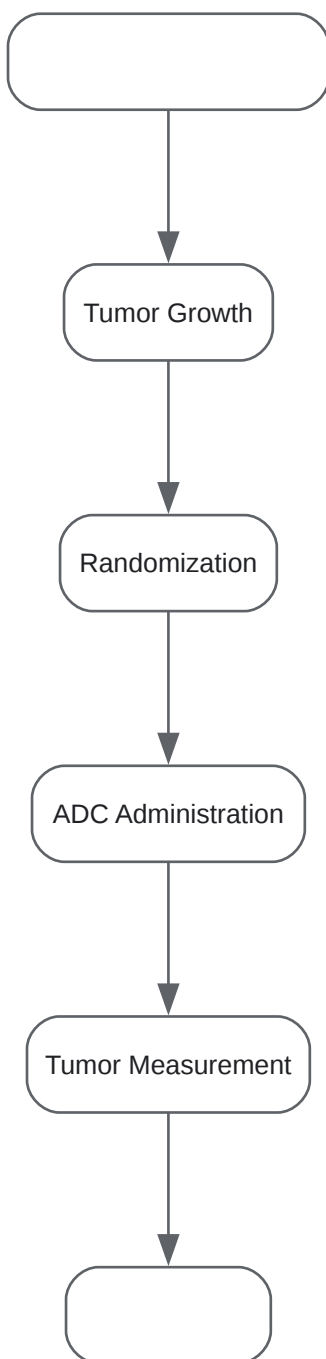 Tumor Growth
Randomization
ADC Administration
Tumor Measurement